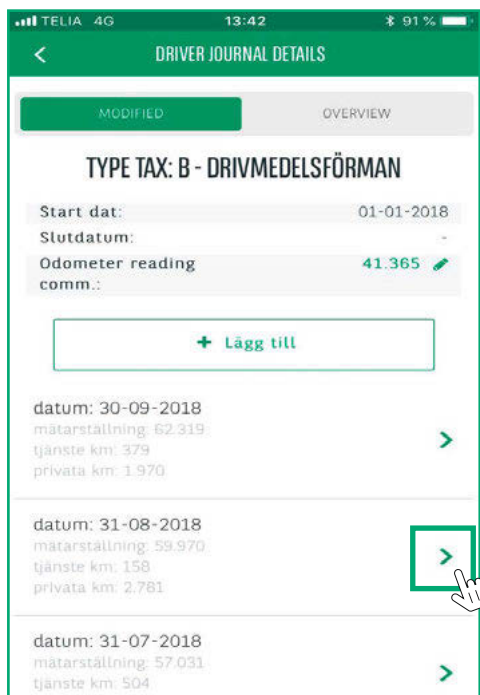 TELIA 4G 13:42 91 %
DRIVER JOURNAL DETAILS
MODIFIED OVERVIEW
TYPE TAX: B - DRIVMEDELSFÖRMAN
Start dat: 01-01-2018
Slutdatum: -
Odometer reading 41.365
comm.:
+ Lägg till
datum: 30-09-2018
mätarställning: 62.319
tjänste km: 379
privata km: 1.970
datum: 31-08-2018
mätarställning: 59.970
tjänste km: 158
privata km: 2.781
datum: 31-07-2018
mätarställning: 57.031
tjänste km: 504